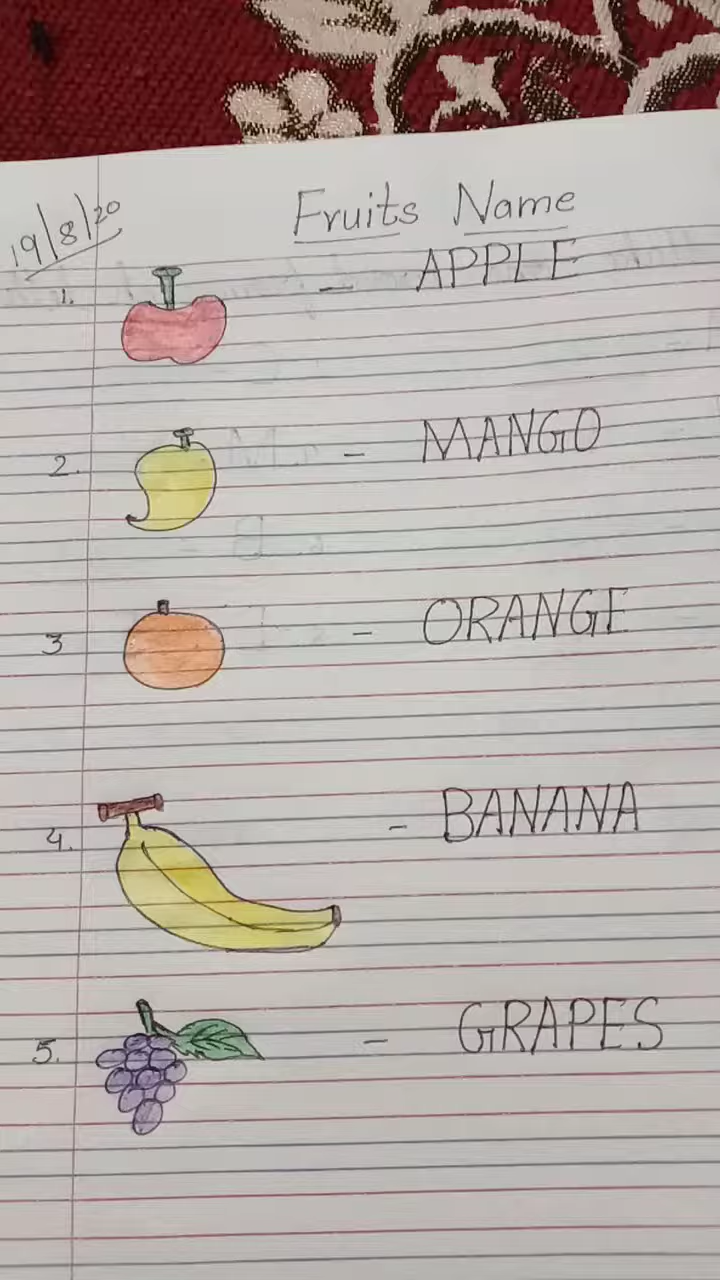 19/8/20
Fruits Name
1. - APPLE
2. - MANGO
3 - ORANGE
4. - BANANA
5. - GRAPES